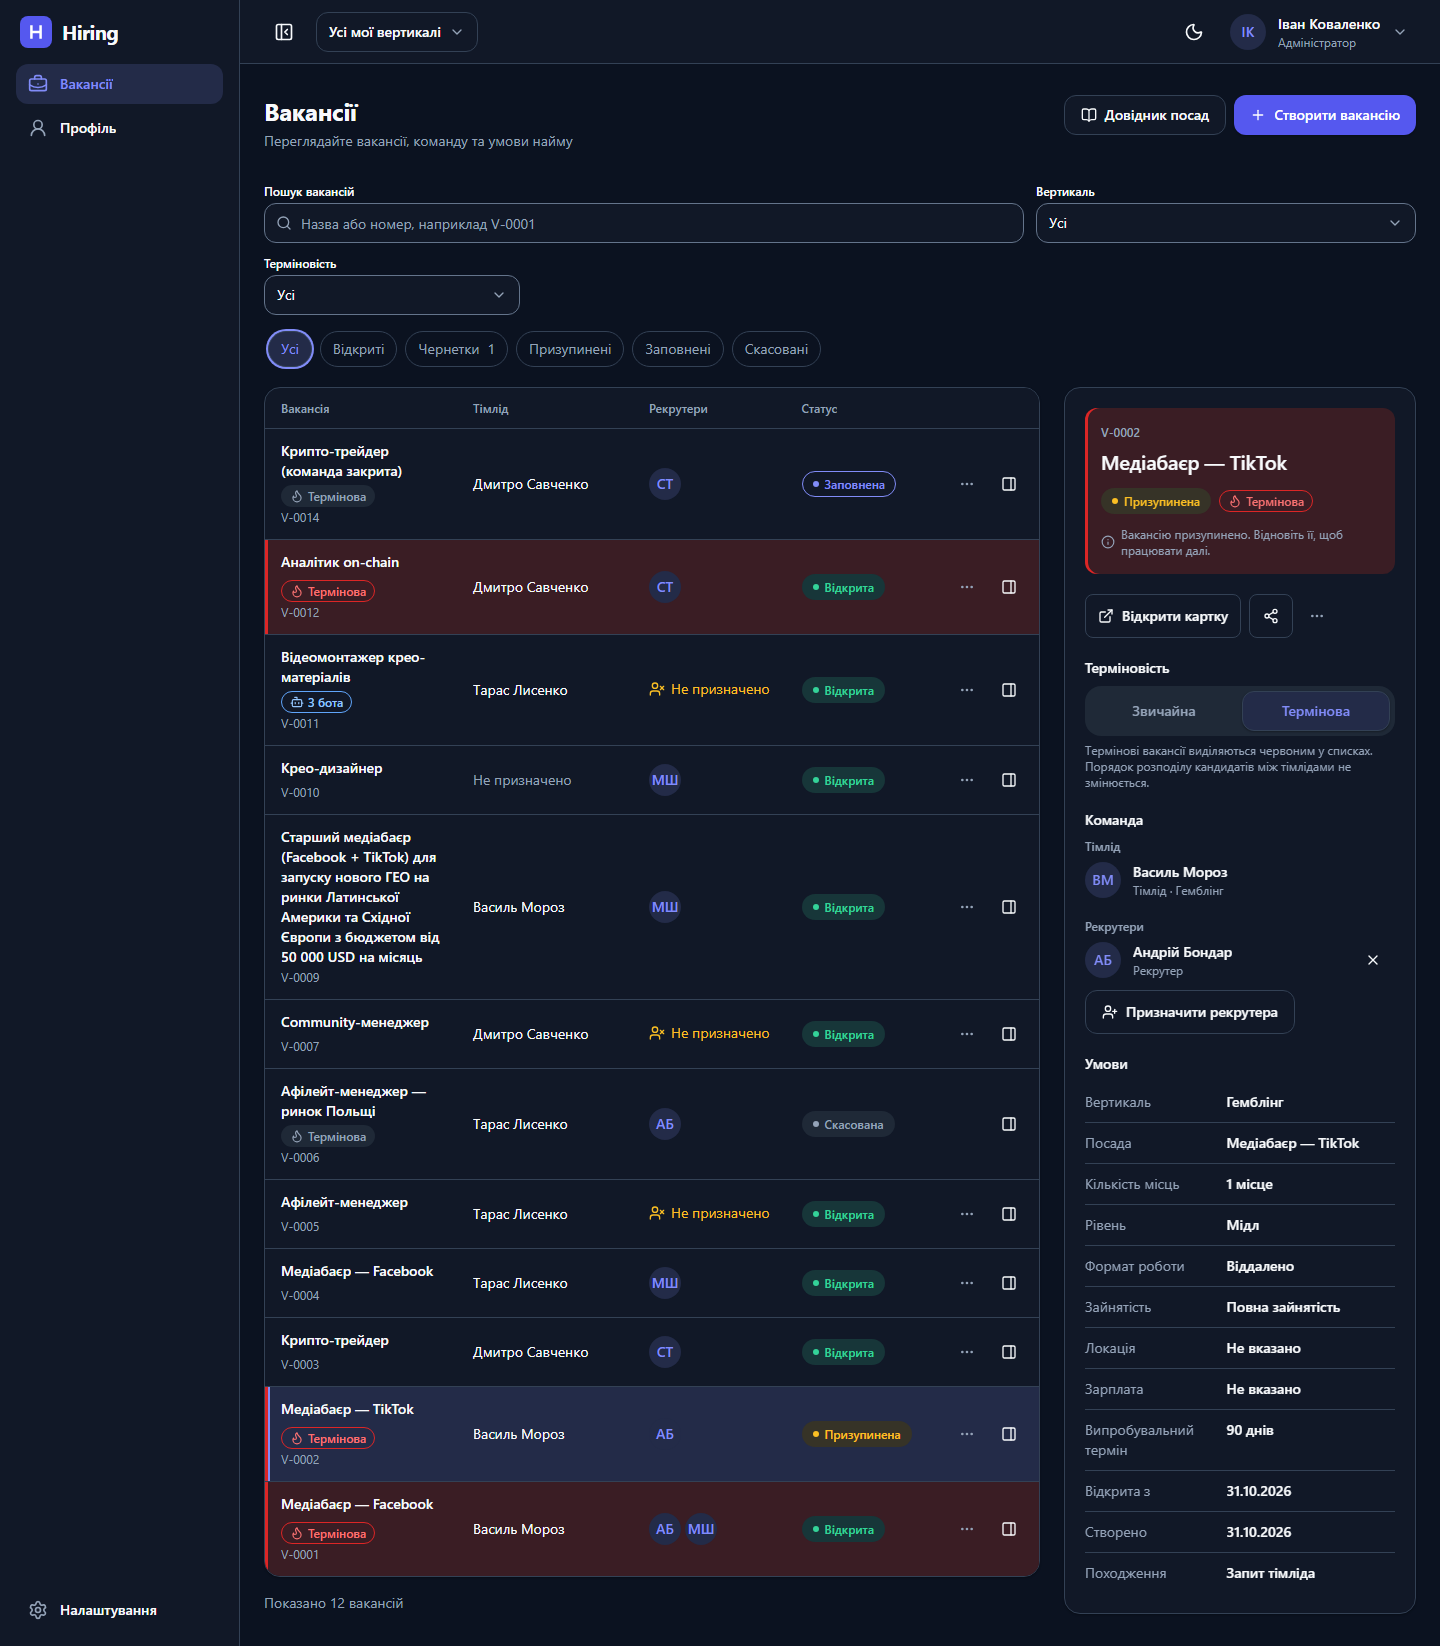 H Hiring
Вакансії
Профіль
Налаштування
Усі мої вертикалі
ІК
Іван Коваленко
Адміністратор
Вакансії
Переглядайте вакансії, команду та умови найму
Довідник посад
Створити вакансію
Пошук вакансій
Назва або номер, наприклад V-0001
Вертикаль
Усі
Терміновість
Усі
Усі
Відкриті
Чернетки 1
Призупинені
Заповнені
Скасовані
Вакансія Тімлід Рекрутери Статус
Крипто-трейдер
(команда закрита)
Термінова
V-0014
Дмитро Савченко
СТ
Заповнена
Аналітик on-chain
Термінова
V-0012
Дмитро Савченко
СТ
Відкрита
Відеомонтажер крео-
матеріалів
З бота
V-0011
Тарас Лисенко
Не призначено
Відкрита
Крео-дизайнер
V-0010
Не призначено
МШ
Відкрита
Старший медіабаєр
(Facebook + TikTok) для
запуску нового ГЕО на
ринки Латинської
Америки та Східної
Європи з бюджетом від
50 000 USD на місяць
V-0009
Василь Мороз
МШ
Відкрита
Community-менеджер
V-0007
Дмитро Савченко
Не призначено
Відкрита
Афілейт-менеджер —
ринок Польщі
Термінова
V-0006
Тарас Лисенко
АБ
Скасована
Афілейт-менеджер
V-0005
Тарас Лисенко
Не призначено
Відкрита
Медіабаєр — Facebook
V-0004
Тарас Лисенко
МШ
Відкрита
Крипто-трейдер
V-0003
Дмитро Савченко
СТ
Відкрита
Медіабаєр — TikTok
Термінова
V-0002
Василь Мороз
АБ
Призупинена
Медіабаєр — Facebook
Термінова
V-0001
Василь Мороз
АБ МШ
Відкрита
Показано 12 вакансій
V-0002
Медіабаєр — TikTok
Призупинена Термінова
Вакансію призупинено. Відновіть її, щоб
працювати далі.
Відкрити картку
Терміновість
Звичайна Термінова
Термінові вакансії виділяються червоним у списках.
Порядок розподілу кандидатів між тімлідами не
змінюється.
Команда
Тімлід
ВМ
Василь Мороз
Тімлід · Гемблінг
Рекрутери
АБ
Андрій Бондар
Рекрутер
Призначити рекрутера
Умови
Вертикаль Гемблінг
Посада Медіабаєр — TikTok
Кількість місць 1 місце
Рівень Мідл
Формат роботи Віддалено
Зайнятість Повна зайнятість
Локація Не вказано
Зарплата Не вказано
Випробувальний 90 днів
термін
Відкрита з 31.10.2026
Створено 31.10.2026
Походження Запит тімліда